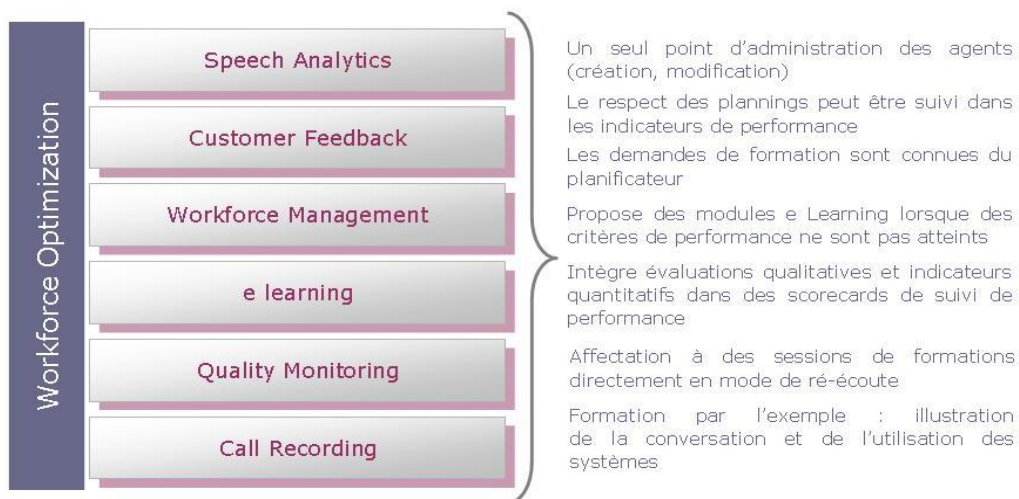 Workforce Optimization
Speech Analytics
Customer Feedback
Workforce Management
e learning
Quality Monitoring
Call Recording
Un seul point d'administration des agents
(création, modification)
Le respect des plannings peut être suivi dans
les indicateurs de performance
Les demandes de formation sont connues du
planificateur
Propose des modules e Learning lorsque des
critères de performance ne sont pas atteints
Intègre évaluations qualitatives et indicateurs
quantitatifs dans des scorecards de suivi de
performance
Affectation à des sessions de formations
directement en mode de ré-écoute
Formation par l'exemple : illustration
de la conversation et de l'utilisation des
systèmes